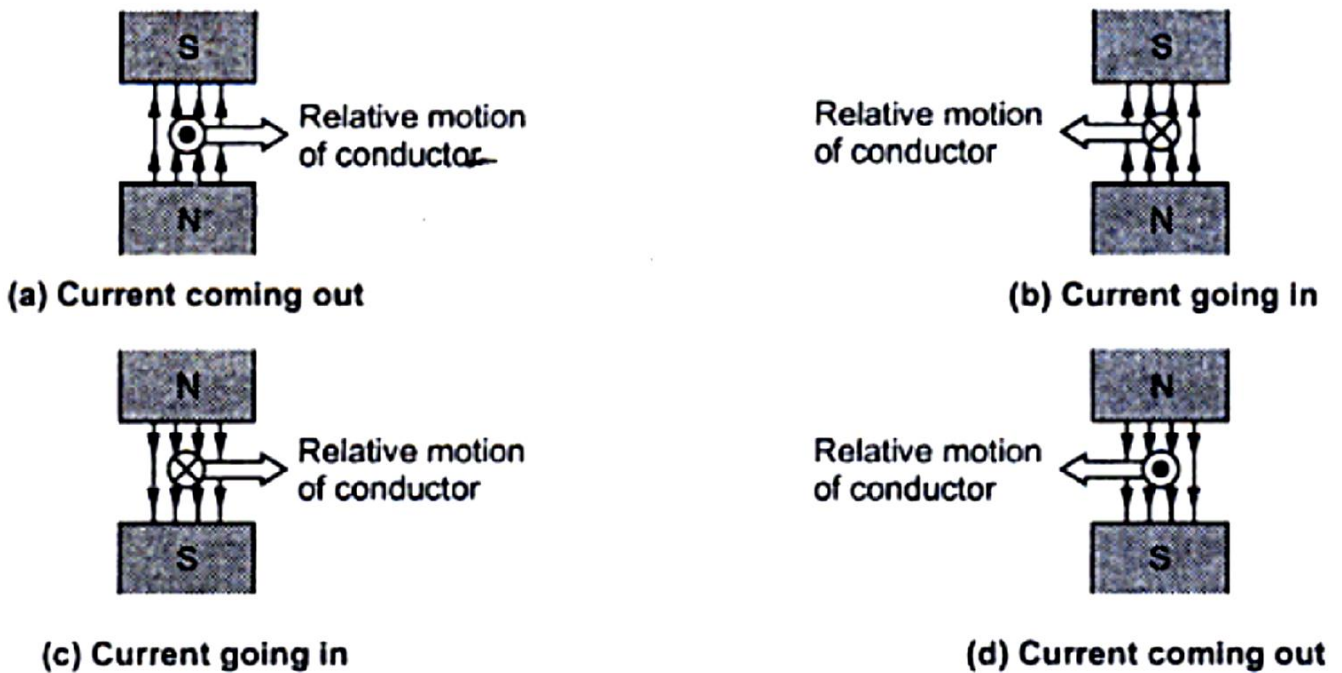 S
Relative motion
of conductor
N
(a) Current coming out
S
Relative motion
of conductor
N
(b) Current going in
N
Relative motion
of conductor
S
(c) Current going in
N
Relative motion
of conductor
S
(d) Current coming out